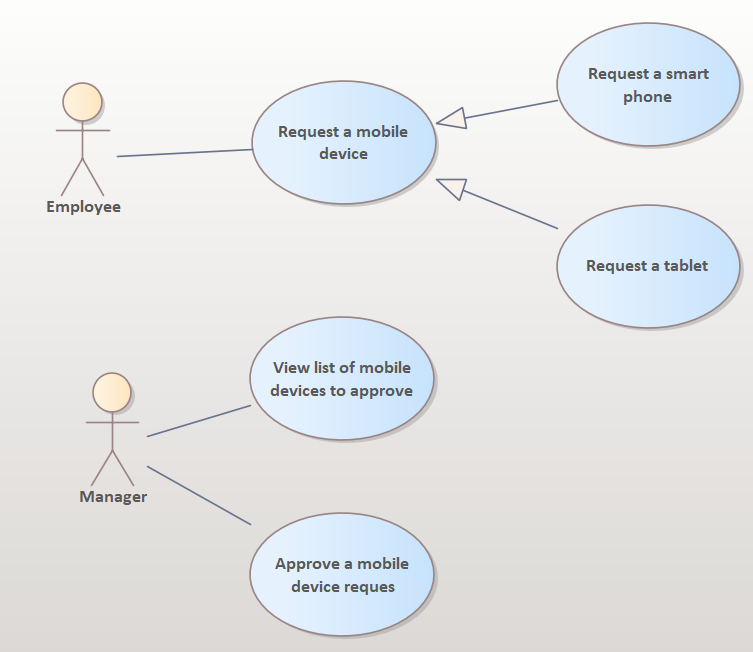 Request a smart
phone
Request a mobile
device
Employee
Request a tablet
View list of mobile
devices to approve
Manager
Approve a mobile
device reques